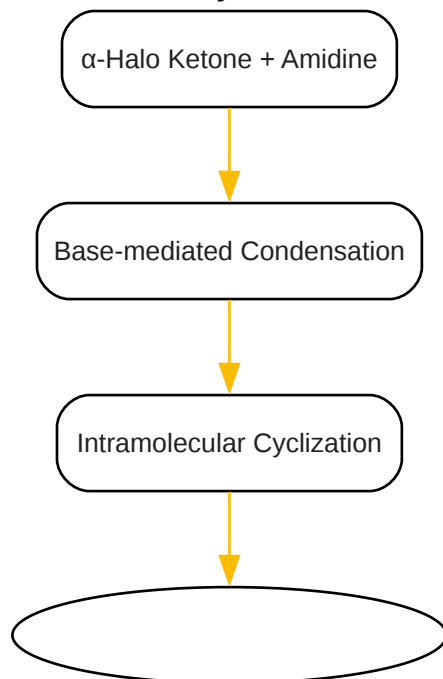 α-Halo Ketone + Amidine
Base-mediated Condensation
Intramolecular Cyclization